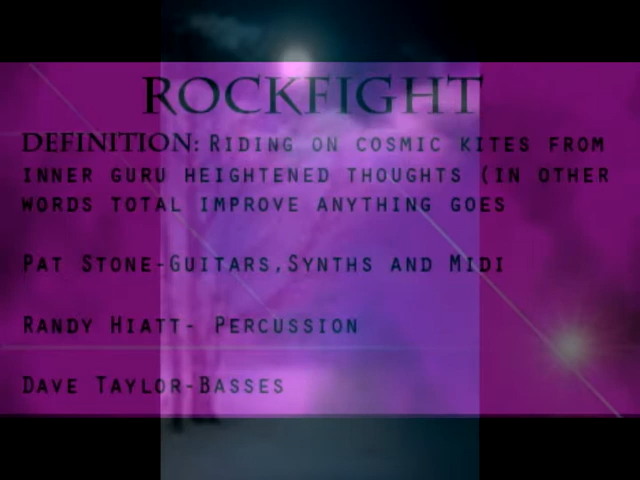 ROCKFIGHT
DEFINITION: RIDING ON COSMIC KITES FROM
INNER GURU HEIGHTENED THOUGHTS (IN OTHER
WORDS TOTAL IMPROVE ANYTHING GOES
PAT STONE-GUITARS,SYNTHS AND MIDI
RANDY HIATT- PERCUSSION
DAVE TAYLOR-BASSES